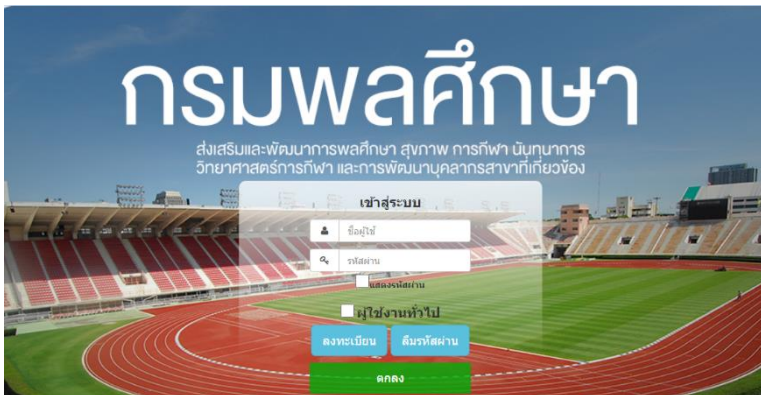 กรมพลศึกษา
ส่งเสริมและพัฒนาการพลศึกษา สุขภาพ การกีฬา นันทนาการ
วิทยาศาสตร์การกีฬา และการพัฒนาบุคลากรสาขาที่เกี่ยวข้อง
เข้าสู่ระบบ
ชื่อผู้ใช้
รหัสผ่าน
แสดงรหัสผ่าน
ผู้ใช้งานทั่วไป
ลงทะเบียน ลืมรหัสผ่าน
ตกลง